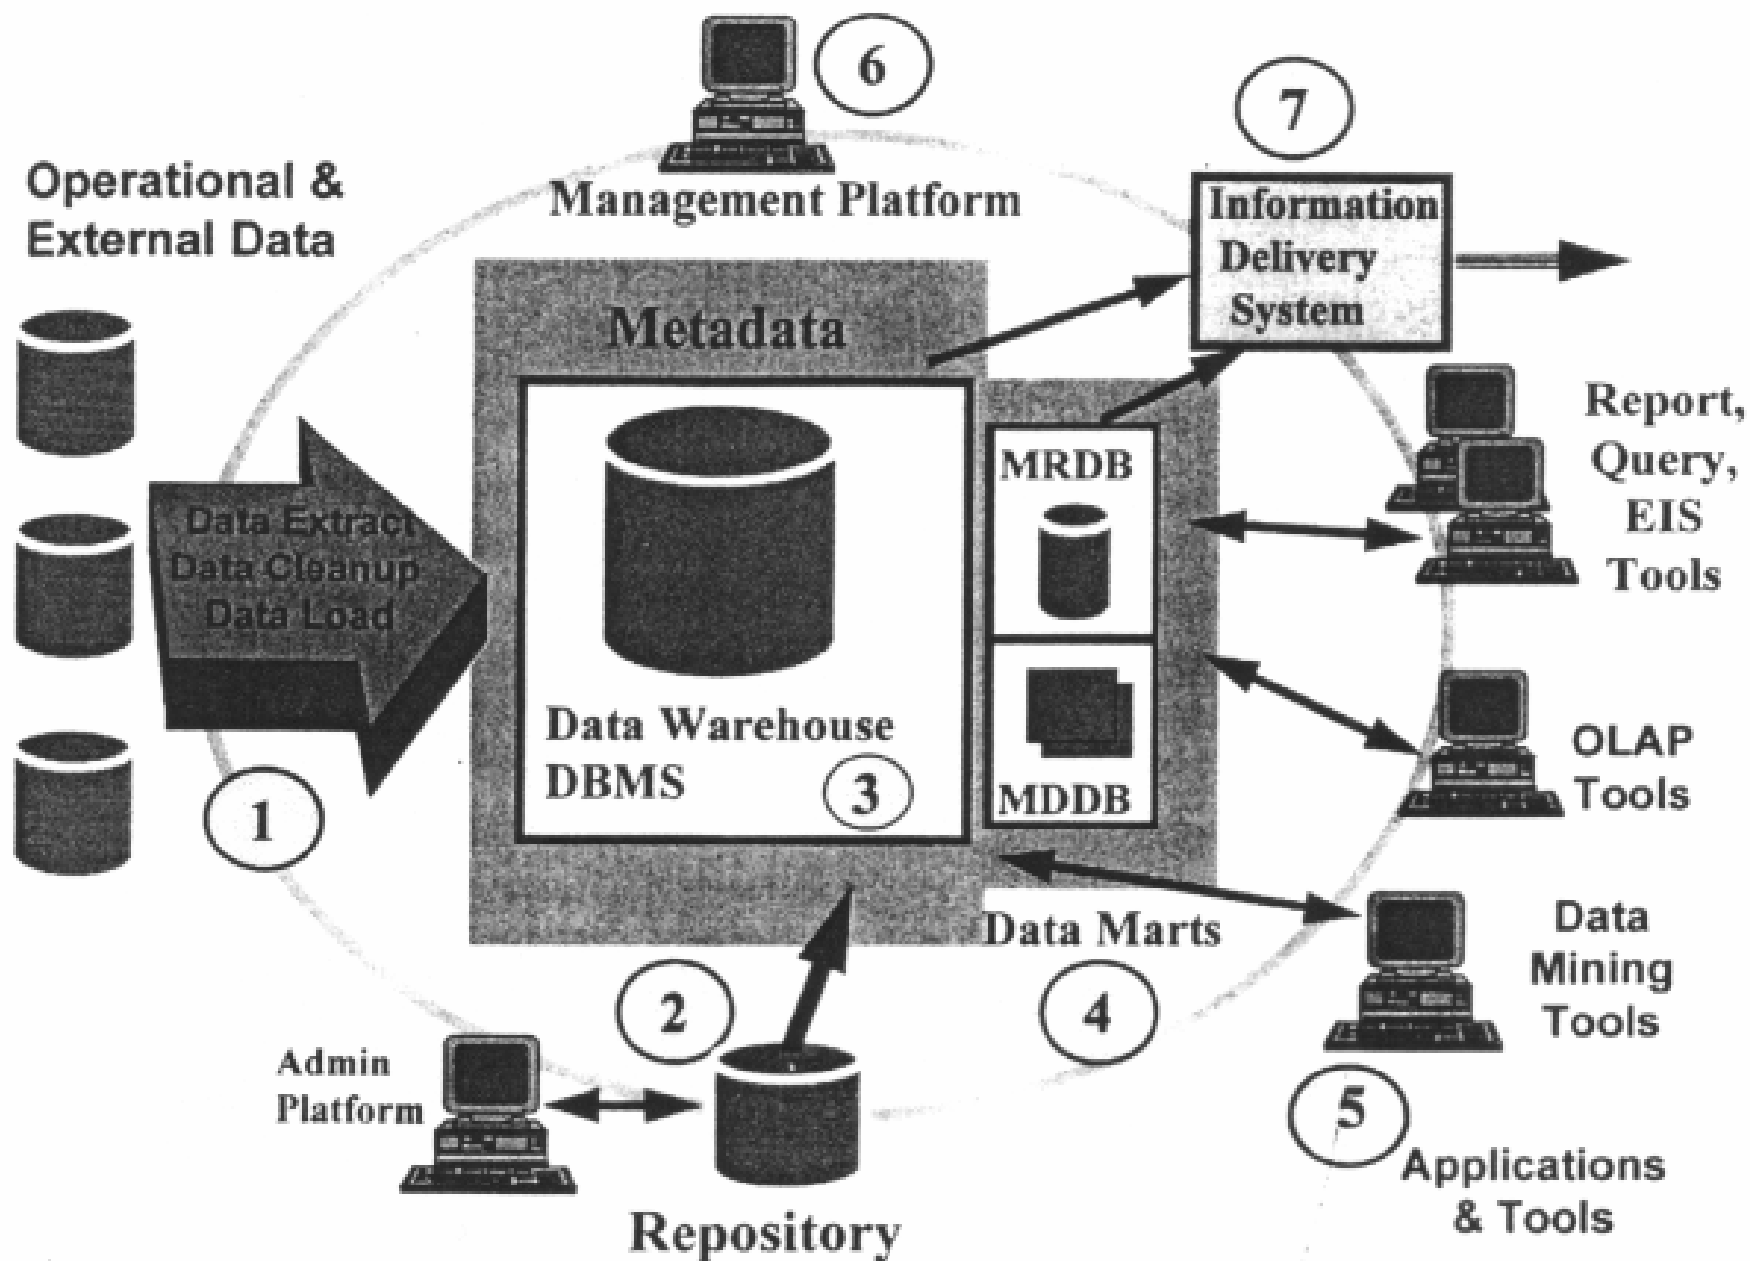 6
7
Operational &
External Data
Management Platform
Information
Delivery
System
Metadata
Report,
Query,
EIS
Tools
MRDB
Data Extract
Data Cleanup
Data Load
Data Warehouse
DBMS
3
MDDB
OLAP
Tools
1
Data Marts
4
Data
Mining
Tools
2
Admin
Platform
5
Applications
& Tools
Repository